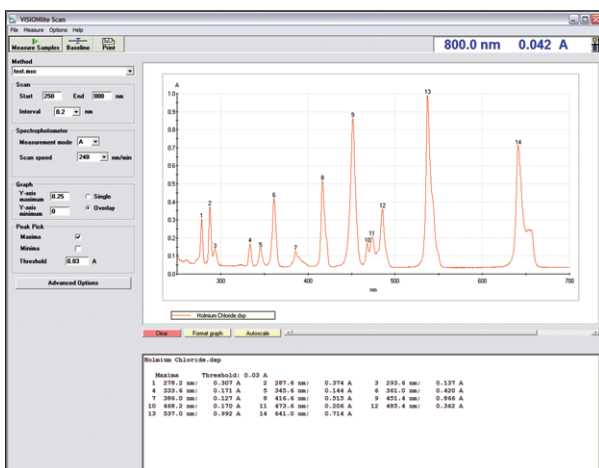 VISIONlite Scan
File Measure Options Help
Measure Samples Baseline Print
800.0 nm 0.042 A
Method
test.msc
Scan
Start 250 End 800 nm
Interval 0.2 nm
Spectrophotometer
Measurement mode A
Scan speed 240 nm/min
Graph
Y-axis maximum 0.25 Single
Y-axis minimum 0 Overlay
Peak Pick
Maxima
Minima
Threshold 0.03 A
Advanced Options
A
1.0
0.9
0.8
0.7
0.6
0.5
0.4
0.3
0.2
0.1
0.0
1 2 3 4 5 6 7 8 9 10 11 12 13 14
300 400 500 600 700
nm
Holmium Chloride.dsp
Clear Format graph Autoscale
Holmium Chloride.dsp
Maxima Threshold: 0.03 A
1 278.2 nm; 0.307 A 2 287.6 nm; 0.374 A 3 293.6 nm; 0.137 A
4 333.6 nm; 0.171 A 5 345.6 nm; 0.144 A 6 361.0 nm; 0.420 A
7 386.0 nm; 0.127 A 8 416.6 nm; 0.515 A 9 451.4 nm; 0.866 A
10 468.2 nm; 0.170 A 11 473.6 nm; 0.206 A 12 485.4 nm; 0.362 A
13 537.0 nm; 0.992 A 14 641.0 nm; 0.714 A